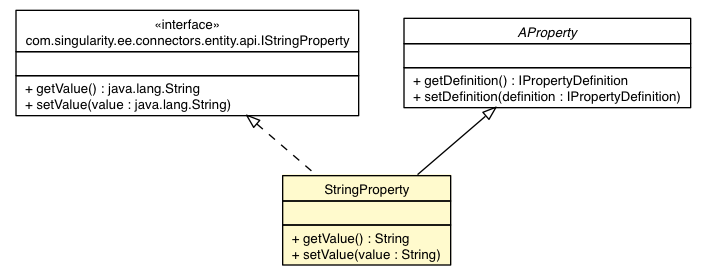 «interface»
com.singularity.ee.connectors.entity.api.IStringProperty
+ getValue() : java.lang.String
+ setValue(value : java.lang.String)
AProperty
+ getDefinition() : IPropertyDefinition
+ setDefinition(definition : IPropertyDefinition)
StringProperty
+ getValue() : String
+ setValue(value : String)